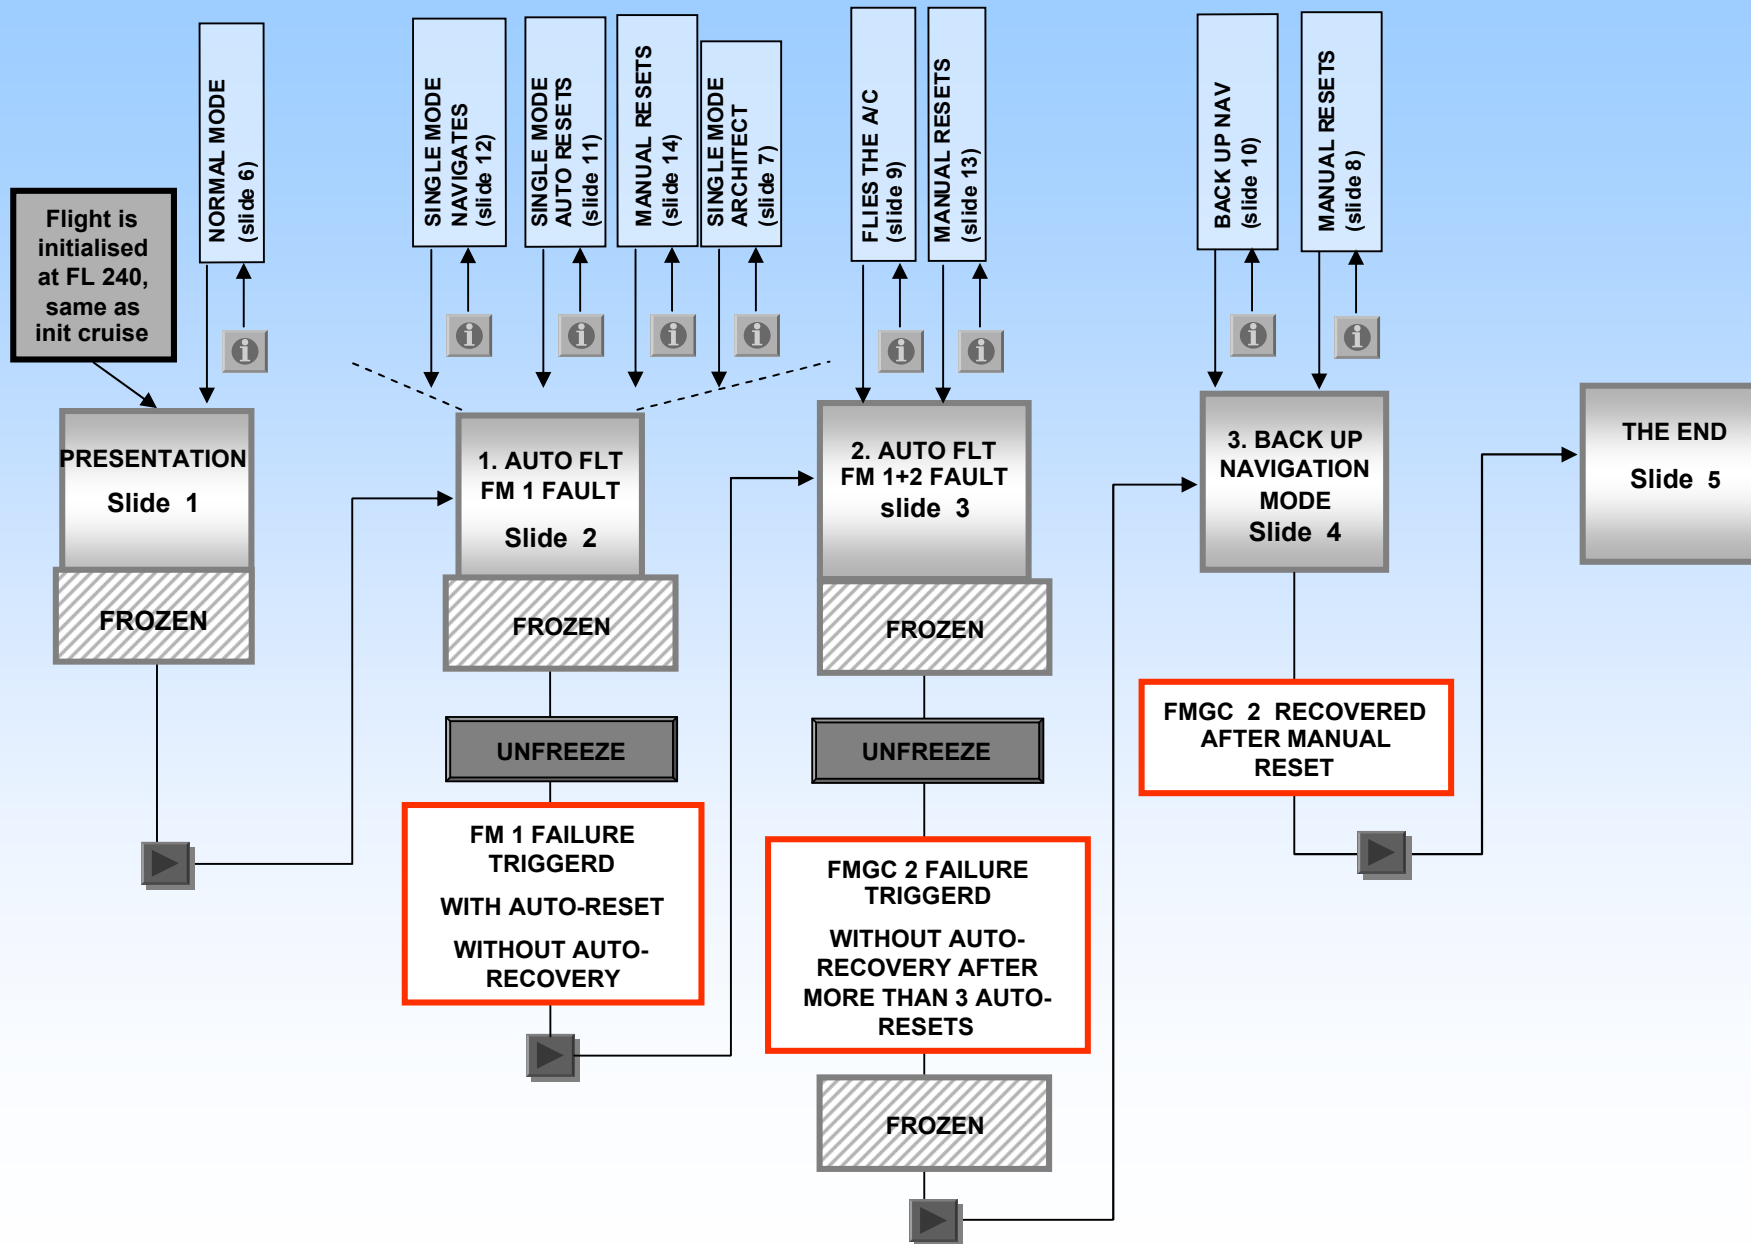 NORMAL MODE
(slide 6)
SINGLE MODE
NAVIGATES
(slide 12)
SINGLE MODE
AUTO RESETS
(slide 11)
MANUAL RESETS
(slide 14)
SINGLE MODE
ARCHITECT
(slide 7)
FLIES THE A/C
(slide 9)
MANUAL RESETS
(slide 13)
BACK UP NAV
(slide 10)
MANUAL RESETS
(slide 8)
Flight is
initialised
at FL 240,
same as
init cruise
PRESENTATION
Slide 1
FROZEN
1. AUTO FLT
FM 1 FAULT
Slide 2
FROZEN
UNFREEZE
FM 1 FAILURE
TRIGGERD
WITH AUTO-RESET
WITHOUT AUTO-
RECOVERY
2. AUTO FLT
FM 1+2 FAULT
slide 3
FROZEN
UNFREEZE
FMGC 2 FAILURE
TRIGGERD
WITHOUT AUTO-
RECOVERY AFTER
MORE THAN 3 AUTO-
RESETS
FROZEN
3. BACK UP
NAVIGATION
MODE
Slide 4
FMGC 2 RECOVERED
AFTER MANUAL
RESET
THE END
Slide 5